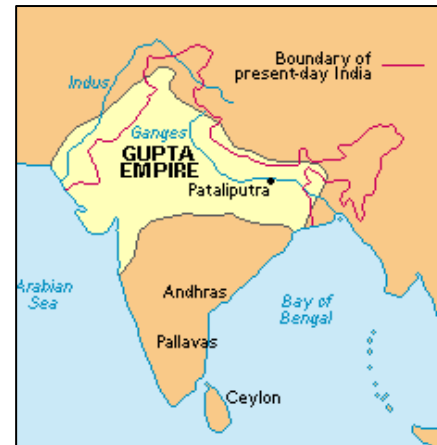 Boundary of
present-day India
Indus
Ganges
GUPTA
EMPIRE
Pataliputra
Arabian
Sea
Andhras
Bay of
Bengal
Pallavas
Ceylon